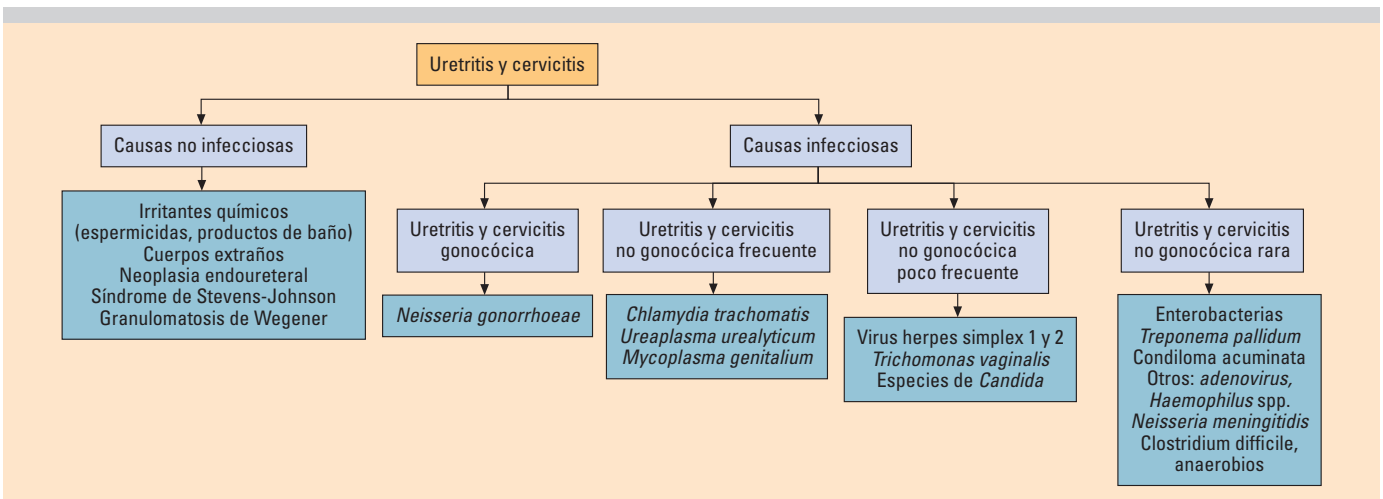 Uretritis y cervicitis
Causas no infecciosas
Causas infecciosas
Irritantes químicos
(espermicidas, productos de baño)
Cuerpos extraños
Neoplasia endoureteral
Síndrome de Stevens-Johnson
Granulomatosis de Wegener
Uretritis y cervicitis
gonocócica
Uretritis y cervicitis
no gonocócica frecuente
Uretritis y cervicitis
no gonocócica
poco frecuente
Uretritis y cervicitis
no gonocócica rara
Neisseria gonorrhoeae
Chlamydia trachomatis
Ureaplasma urealyticum
Mycoplasma genitalium
Virus herpes simplex 1 y 2
Trichomonas vaginalis
Especies de Candida
Enterobacterias
Treponema pallidum
Condiloma acuminata
Otros: adenovirus,
Haemophilus spp.
Neisseria meningitidis
Clostridium difficile,
anaerobios